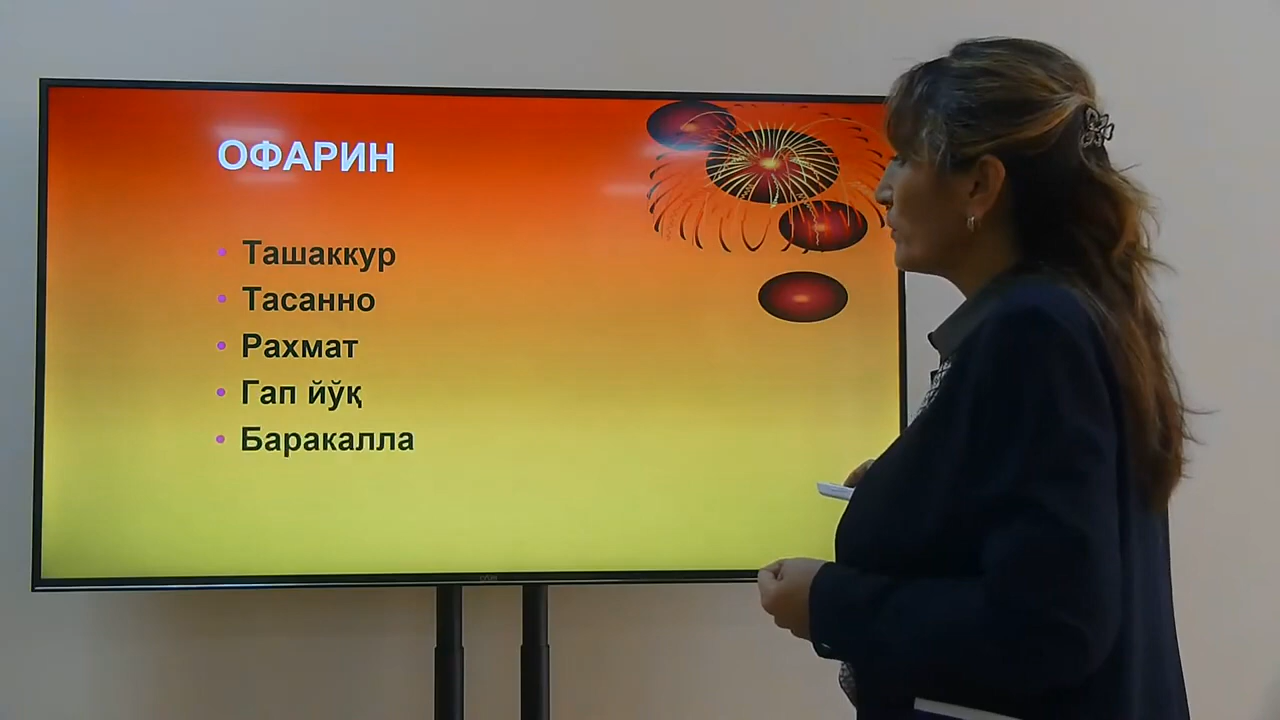 ОФАРИН
• Ташаккур
• Тасанно
• Рахмат
• Гап йўқ
• Баракалла